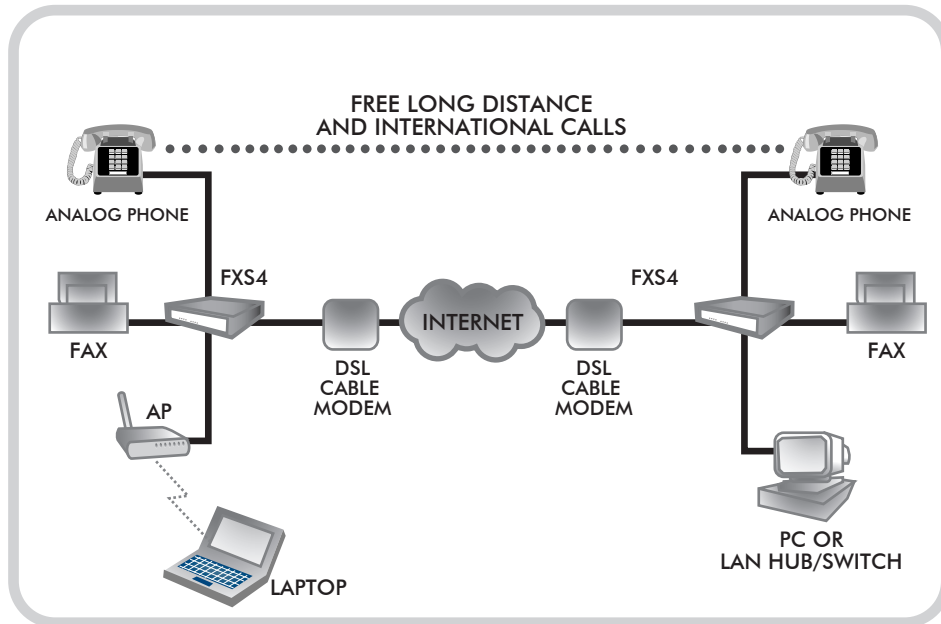 FREE LONG DISTANCE
AND INTERNATIONAL CALLS
ANALOG PHONE
ANALOG PHONE
FXS4
FXS4
FAX
INTERNET
FAX
DSL
CABLE
MODEM
DSL
CABLE
MODEM
AP
LAPTOP
PC OR
LAN HUB/SWITCH